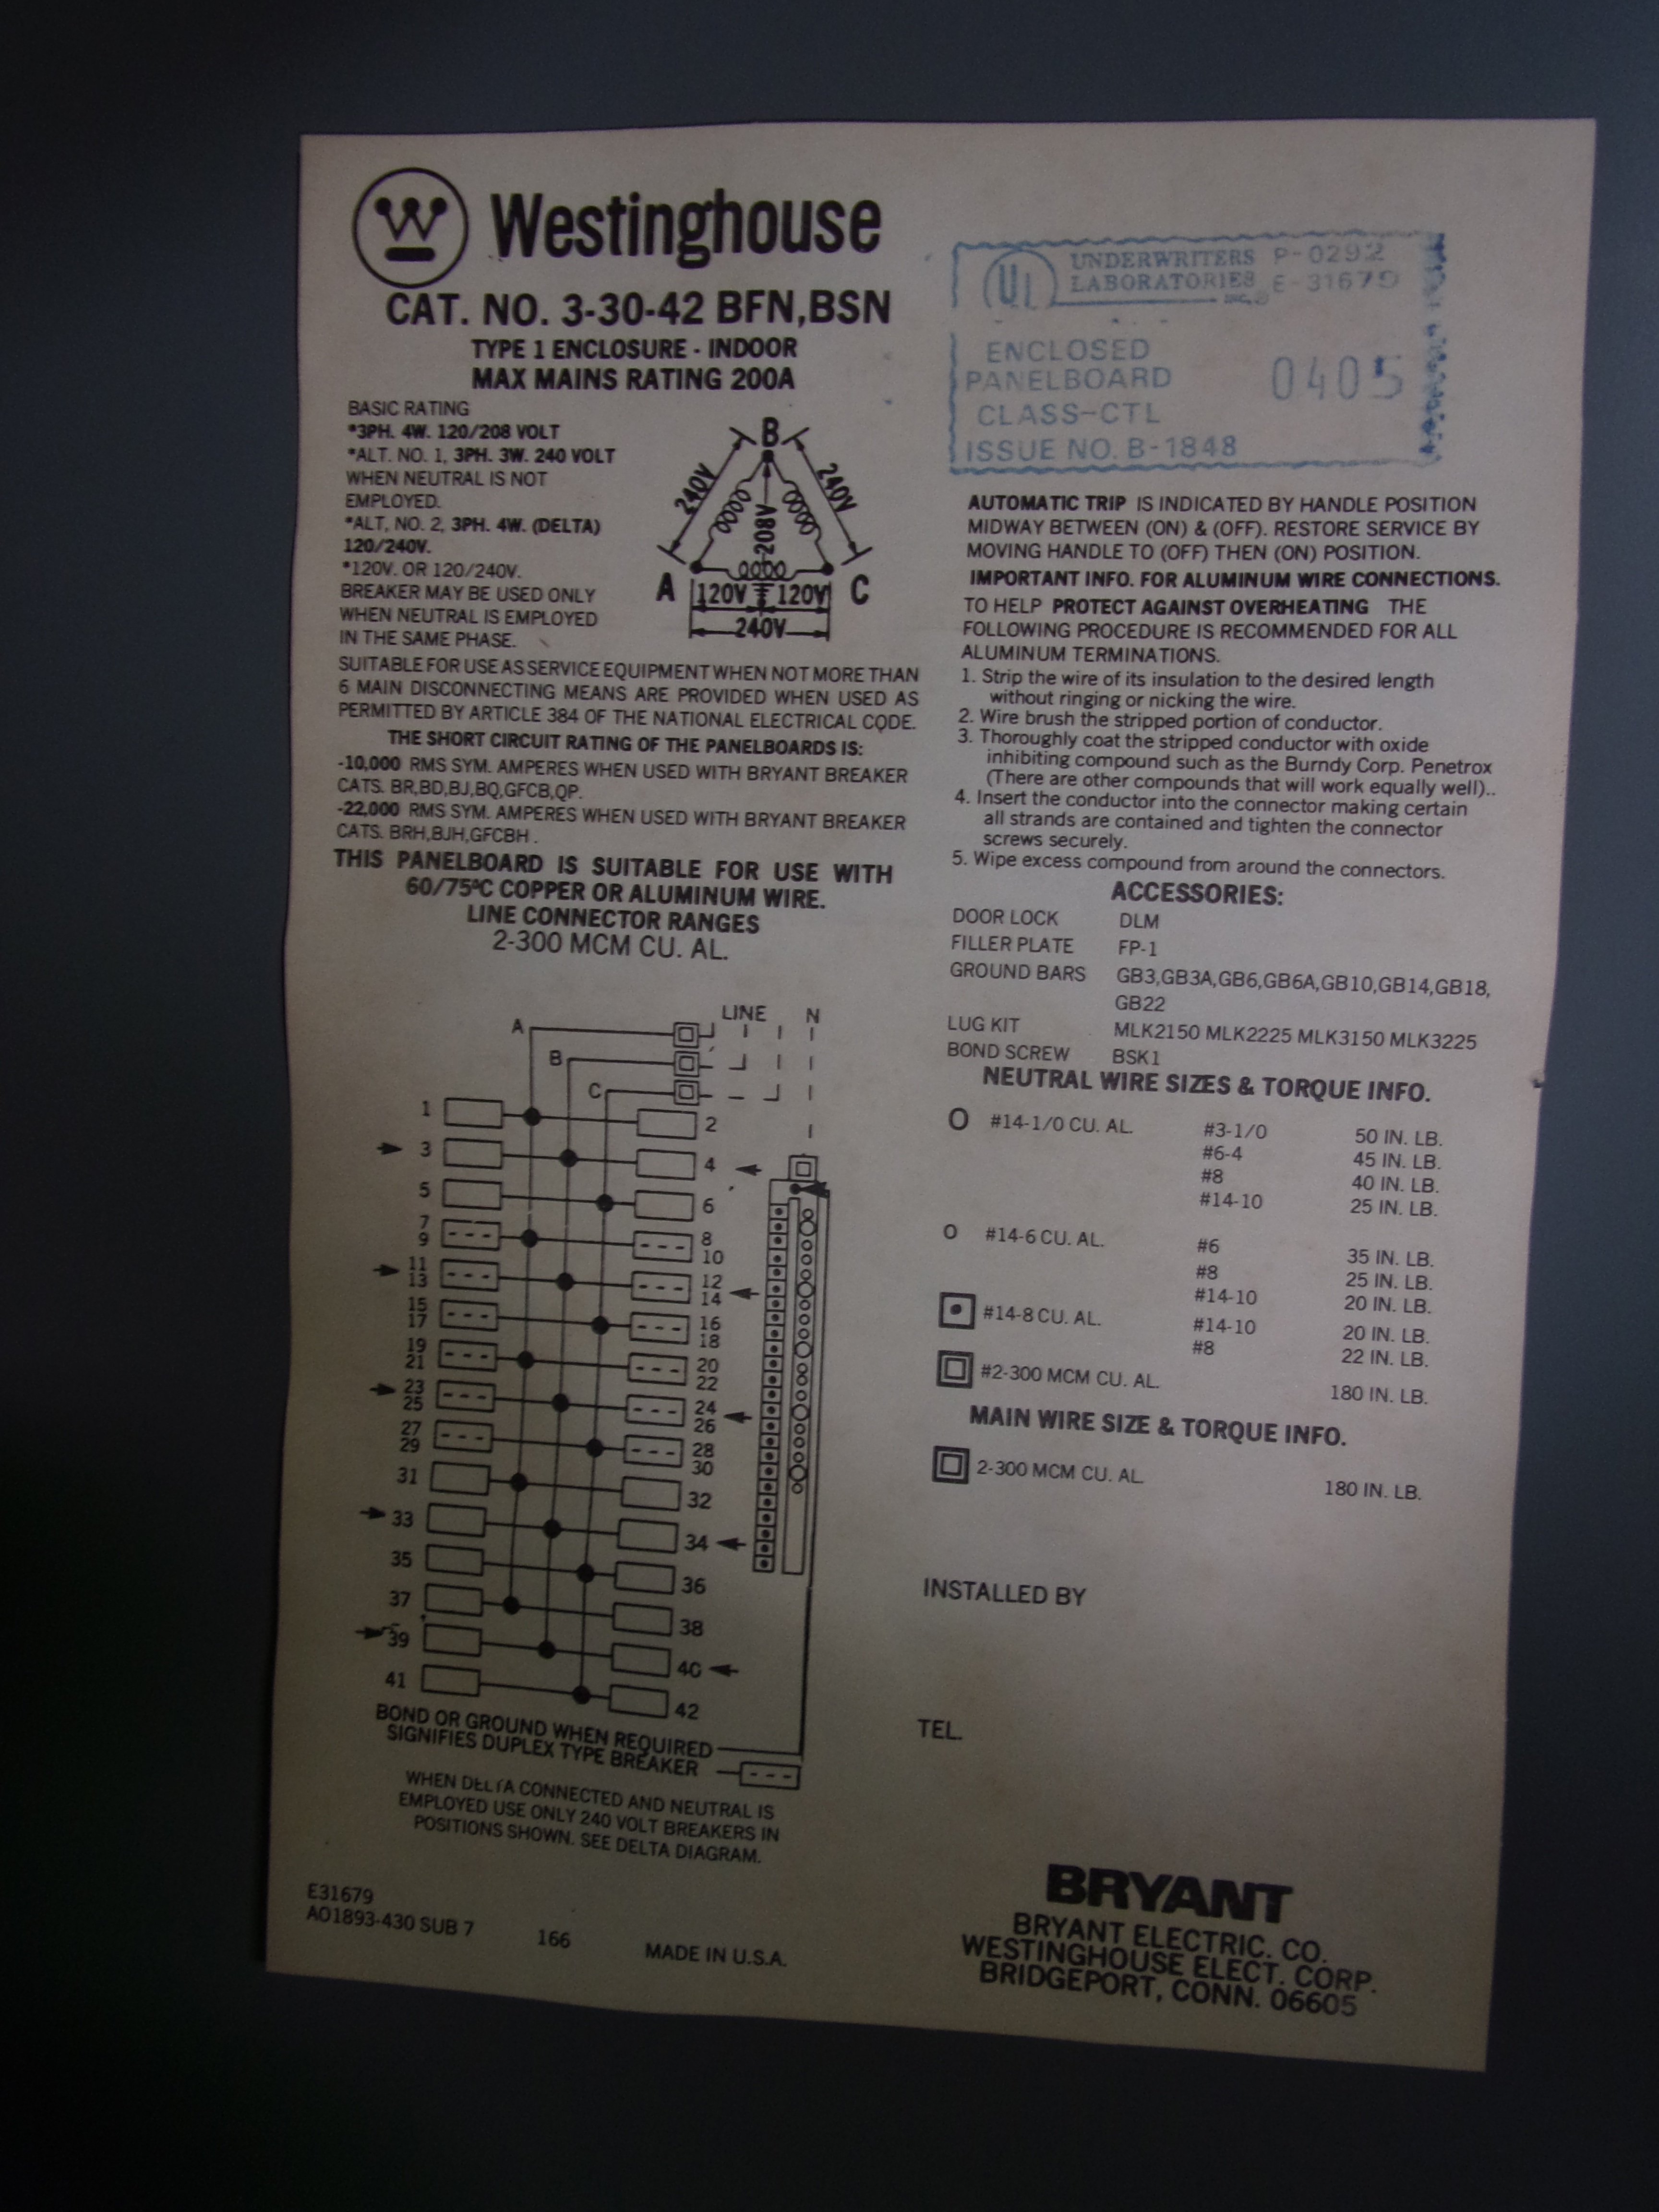 Westinghouse
CAT. NO. 3-30-42 BFN,BSN
TYPE 1 ENCLOSURE - INDOOR
MAX MAINS RATING 200A
BASIC RATING
*3PH. 4W. 120/208 VOLT
*ALT. NO. 1, 3PH. 3W. 240 VOLT
WHEN NEUTRAL IS NOT
EMPLOYED.
*ALT, NO. 2, 3PH. 4W. (DELTA)
120/240V.
*120V. OR 120/240V.
BREAKER MAY BE USED ONLY
WHEN NEUTRAL IS EMPLOYED
IN THE SAME PHASE.
B
240V
240V
208V
A
120V
120V
C
240V
SUITABLE FOR USE AS SERVICE EQUIPMENT WHEN NOT MORE THAN
6 MAIN DISCONNECTING MEANS ARE PROVIDED WHEN USED AS
PERMITTED BY ARTICLE 384 OF THE NATIONAL ELECTRICAL CODE.
THE SHORT CIRCUIT RATING OF THE PANELBOARDS IS:
-10,000 RMS SYM. AMPERES WHEN USED WITH BRYANT BREAKER
CATS. BR,BD,BJ,BQ,GFCB,QP.
-22,000 RMS SYM. AMPERES WHEN USED WITH BRYANT BREAKER
CATS. BRH,BJH,GFCBH.
THIS PANELBOARD IS SUITABLE FOR USE WITH
60/75°C COPPER OR ALUMINUM WIRE.
LINE CONNECTOR RANGES
2-300 MCM CU. AL.
LINE N
A
B
C
1 2
3 4
5 6
7 8
9 10
11 12
13 14
15 16
17 18
19 20
21 22
23 24
25 26
27 28
29 30
31 32
33 34
35 36
37 38
39 40
41 42
BOND OR GROUND WHEN REQUIRED
SIGNIFIES DUPLEX TYPE BREAKER
WHEN DELTA CONNECTED AND NEUTRAL IS
EMPLOYED USE ONLY 240 VOLT BREAKERS IN
POSITIONS SHOWN. SEE DELTA DIAGRAM.
E31679
AO1893-430 SUB 7
166
MADE IN U.S.A.
UL
UNDERWRITERS P-0292
LABORATORIES E-31679
INC.®
ENCLOSED
PANELBOARD 0405
CLASS-CTL
ISSUE NO. B-1848
AUTOMATIC TRIP IS INDICATED BY HANDLE POSITION
MIDWAY BETWEEN (ON) & (OFF). RESTORE SERVICE BY
MOVING HANDLE TO (OFF) THEN (ON) POSITION.
IMPORTANT INFO. FOR ALUMINUM WIRE CONNECTIONS.
TO HELP PROTECT AGAINST OVERHEATING THE
FOLLOWING PROCEDURE IS RECOMMENDED FOR ALL
ALUMINUM TERMINATIONS.
1. Strip the wire of its insulation to the desired length
without ringing or nicking the wire.
2. Wire brush the stripped portion of conductor.
3. Thoroughly coat the stripped conductor with oxide
inhibiting compound such as the Burndy Corp. Penetrox
(There are other compounds that will work equally well)..
4. Insert the conductor into the connector making certain
all strands are contained and tighten the connector
screws securely.
5. Wipe excess compound from around the connectors.
ACCESSORIES:
DOOR LOCK DLM
FILLER PLATE FP-1
GROUND BARS GB3,GB3A,GB6,GB6A,GB10,GB14,GB18,
GB22
LUG KIT MLK2150 MLK2225 MLK3150 MLK3225
BOND SCREW BSK1
NEUTRAL WIRE SIZES & TORQUE INFO.
#14-1/0 CU. AL. #3-1/0 50 IN. LB.
#6-4 45 IN. LB.
#8 40 IN. LB.
#14-10 25 IN. LB.
#14-6 CU. AL. #6 35 IN. LB.
#8 25 IN. LB.
#14-10 20 IN. LB.
#14-8 CU. AL. #14-10 20 IN. LB.
#8 22 IN. LB.
#2-300 MCM CU. AL. 180 IN. LB.
MAIN WIRE SIZE & TORQUE INFO.
2-300 MCM CU. AL. 180 IN. LB.
INSTALLED BY
TEL.
BRYANT
BRYANT ELECTRIC. CO.
WESTINGHOUSE ELECT. CORP.
BRIDGEPORT, CONN. 06605